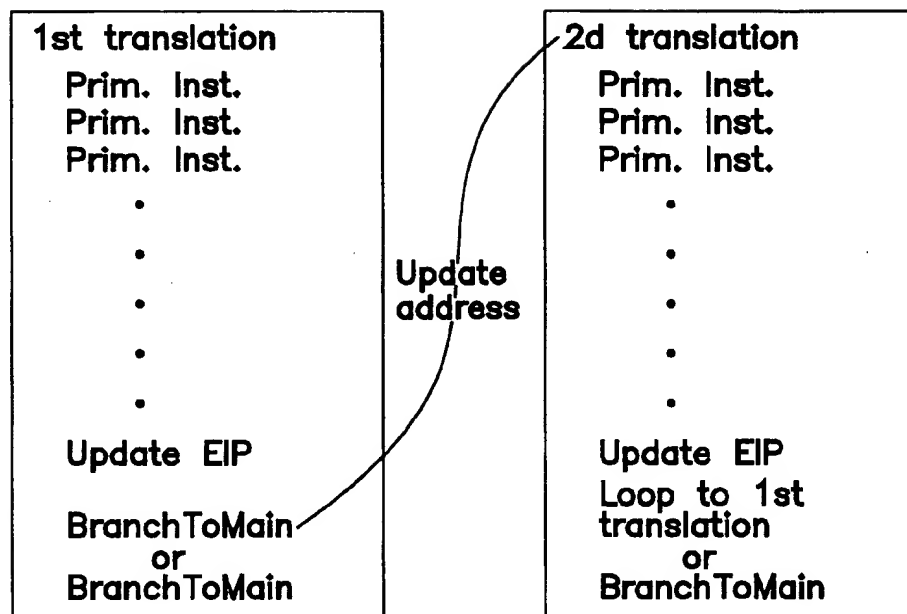 1st translation
Prim. Inst.
Prim. Inst.
Prim. Inst.
Update EIP
BranchToMain
or
BranchToMain
Update
address
2d translation
Prim. Inst.
Prim. Inst.
Prim. Inst.
Update EIP
Loop to 1st
translation
or
BranchToMain